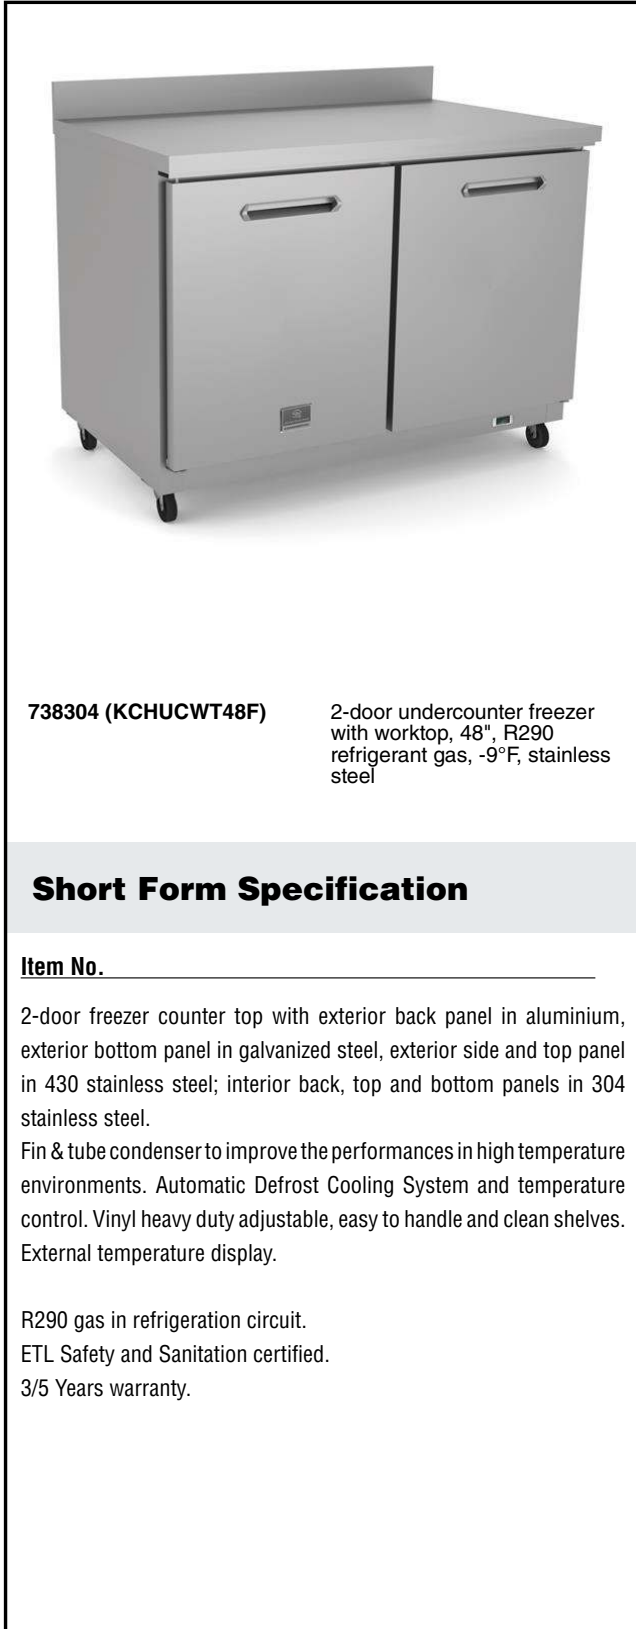 738304 (KCHUCWT48F)
2-door undercounter freezer
with worktop, 48", R290
refrigerant gas, -9°F, stainless
steel
Short Form Specification
Item No.
2-door freezer counter top with exterior back panel in aluminium,
exterior bottom panel in galvanized steel, exterior side and top panel
in 430 stainless steel; interior back, top and bottom panels in 304
stainless steel.
Fin & tube condenser to improve the performances in high temperature
environments. Automatic Defrost Cooling System and temperature
control. Vinyl heavy duty adjustable, easy to handle and clean shelves.
External temperature display.
R290 gas in refrigeration circuit.
ETL Safety and Sanitation certified.
3/5 Years warranty.